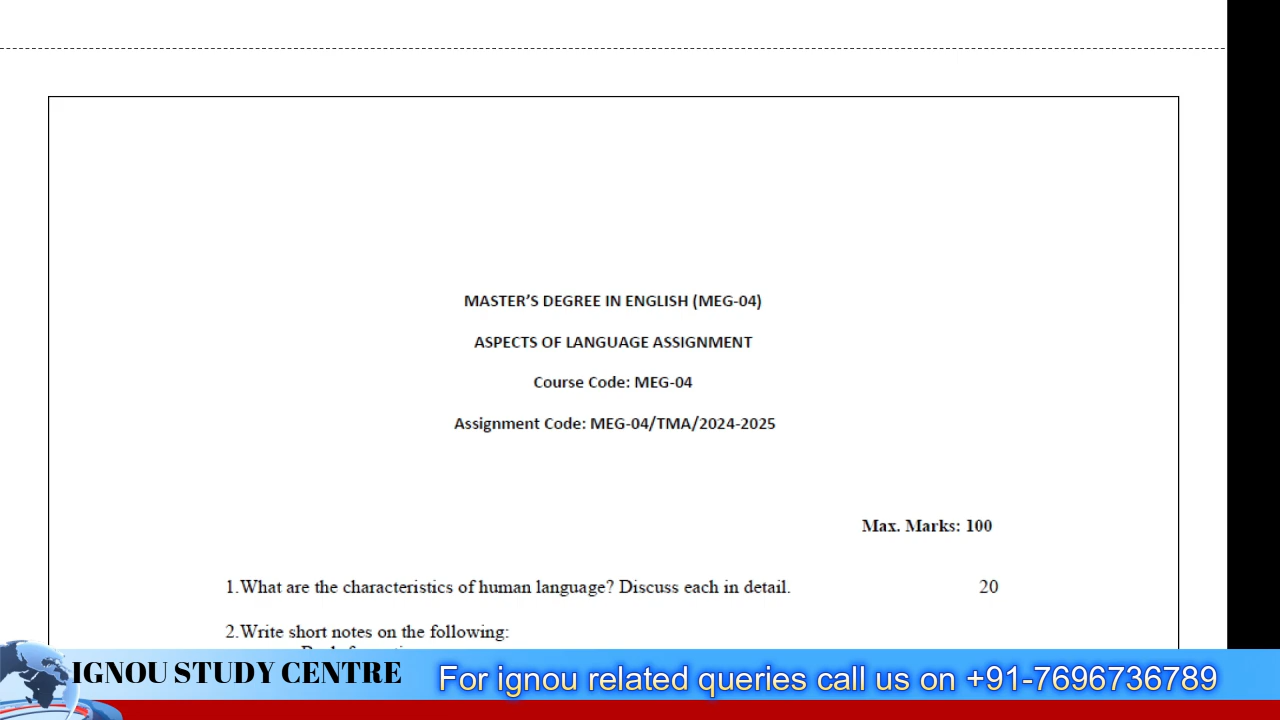 MASTER’S DEGREE IN ENGLISH (MEG-04)
ASPECTS OF LANGUAGE ASSIGNMENT
Course Code: MEG-04
Assignment Code: MEG-04/TMA/2024-2025
Max. Marks: 100
1.What are the characteristics of human language? Discuss each in detail. 20
2.Write short notes on the following:
IGNOU STUDY CENTRE
For ignou related queries call us on +91-7696736789